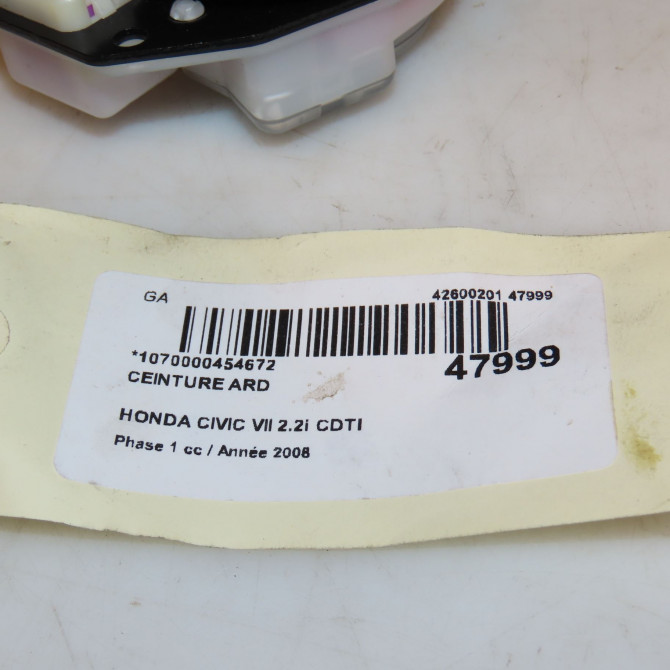 GA 42600201 47999
*1070000454672 47999
CEINTURE ARD
HONDA CIVIC VII 2.2i CDTI
Phase 1 cc / Année 2008